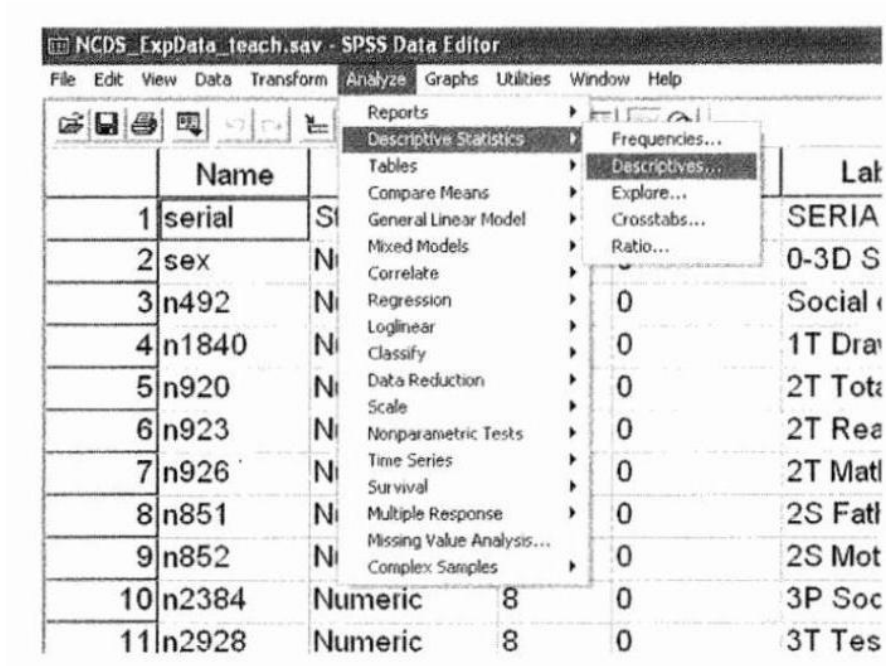 NCDS_ExpData_teach.sav - SPSS Data Editor
File Edit View Data Transform Analyze Graphs Utilities Window Help
Reports
Descriptive Statistics
Tables
Compare Means
General Linear Model
Mixed Models
Correlate
Regression
Loglinear
Classify
Data Reduction
Scale
Nonparametric Tests
Time Series
Survival
Multiple Response
Missing Value Analysis...
Complex Samples
Frequencies...
Descriptives...
Explore...
Crosstabs...
Ratio...
Name
1 serial SERIA
2 sex 0-3D S
3 n492 0 Social
4 n1840 0 1T Dra
5 n920 0 2T Tota
6 n923 0 2T Rea
7 n926 0 2T Mat
8 n851 0 2S Fat
9 n852 0 2S Mot
10 n2384 Numeric 8 0 3P Soc
11 n2928 Numeric 8 0 3T Tes